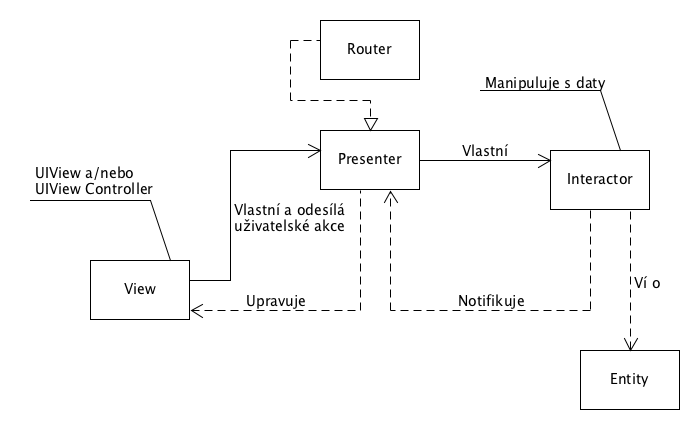 Router
Manipuluje s daty
Presenter
Vlastní
Interactor
UIView a/nebo
UIView Controller
Vlastní a odesílá
uživatelské akce
View
Upravuje
Notifikuje
Ví o
Entity